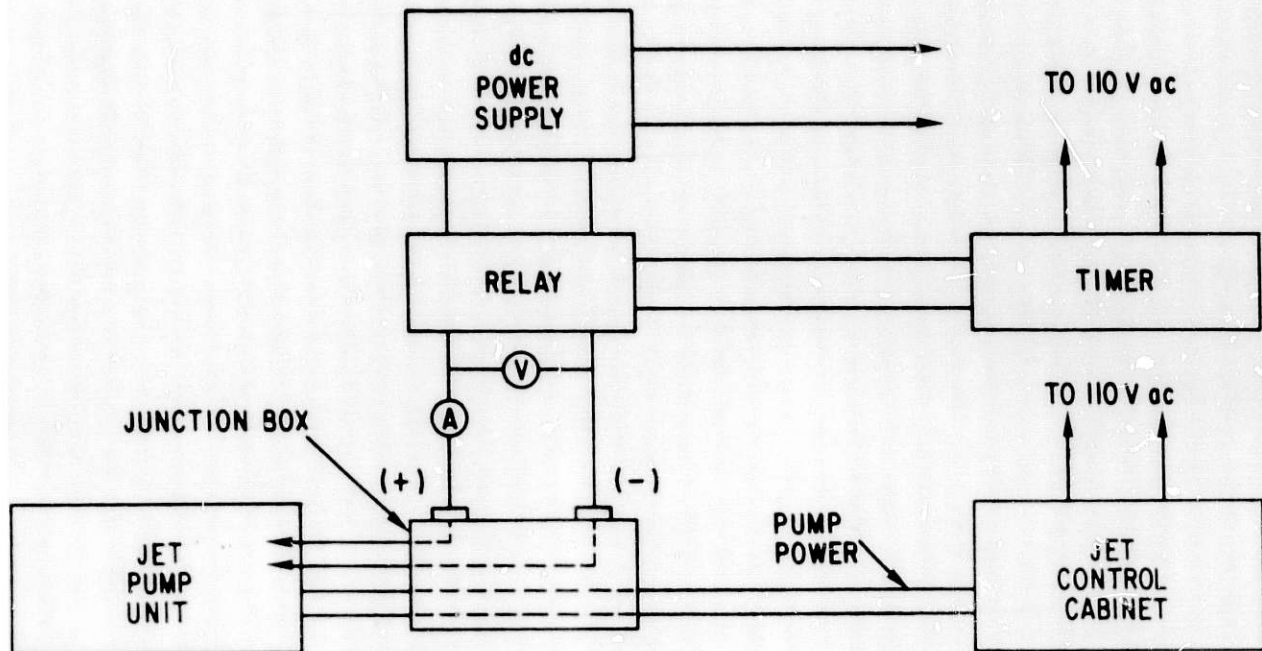 dc
POWER
SUPPLY
TO 110 V ac
RELAY
TIMER
V
A
TO 110 V ac
JUNCTION BOX
(+)
(-)
PUMP
POWER
JET
PUMP
UNIT
JET
CONTROL
CABINET